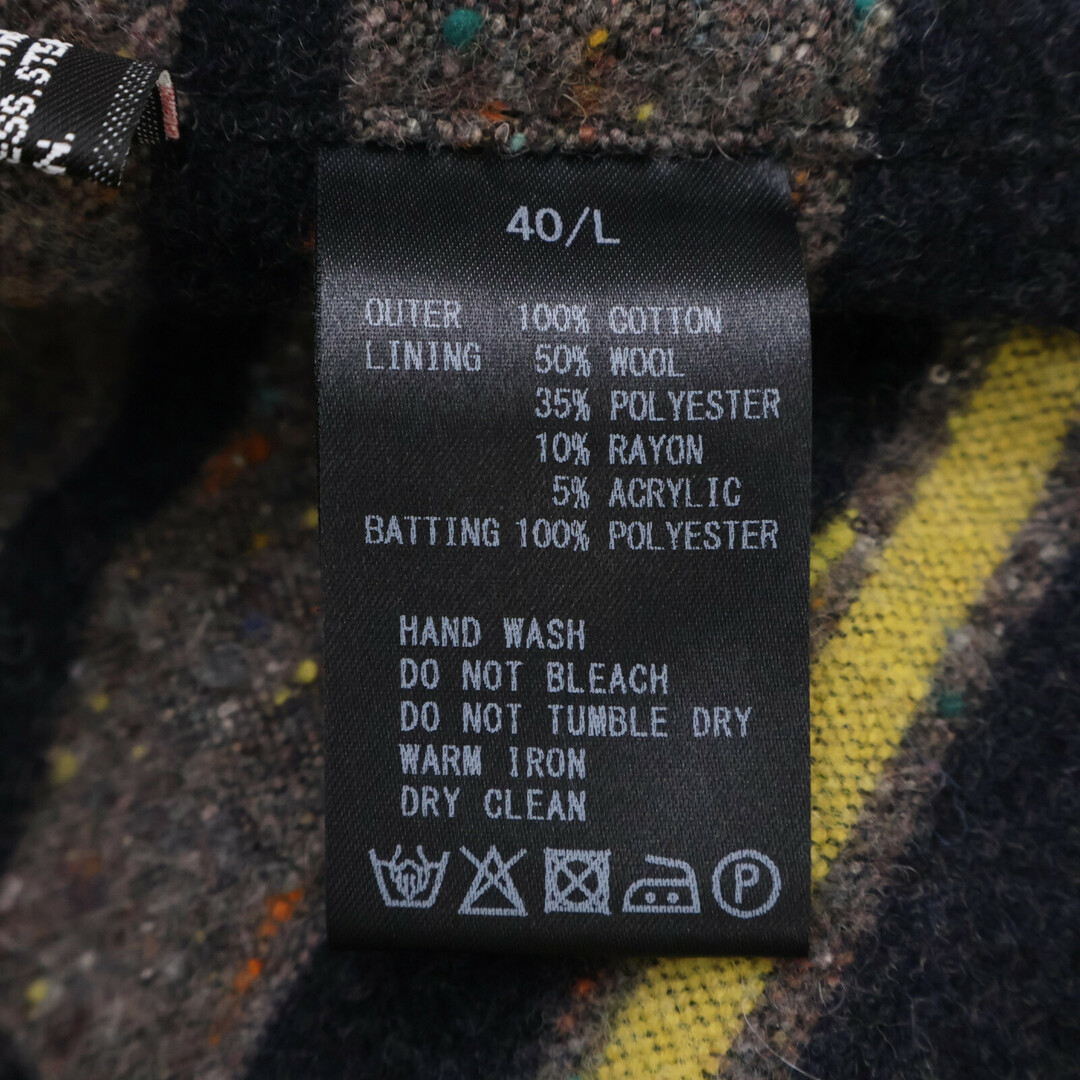 40/L
OUTER 100% COTTON
LINING 50% WOOL
35% POLYESTER
10% RAYON
5% ACRYLIC
BATTING 100% POLYESTER
HAND WASH
DO NOT BLEACH
DO NOT TUMBLE DRY
WARM IRON
DRY CLEAN
P